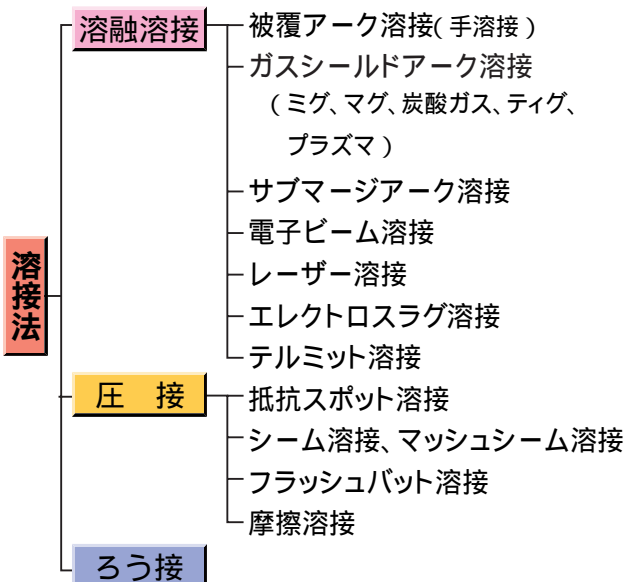 溶接法
溶融溶接
被覆アーク溶接(手溶接)
ガスシールドアーク溶接
(ミグ、マグ、炭酸ガス、ティグ、
プラズマ)
サブマージアーク溶接
電子ビーム溶接
レーザー溶接
エレクトロスラグ溶接
テルミット溶接
圧 接
抵抗スポット溶接
シーム溶接、マッシュシーム溶接
フラッシュバット溶接
摩擦溶接
ろう接